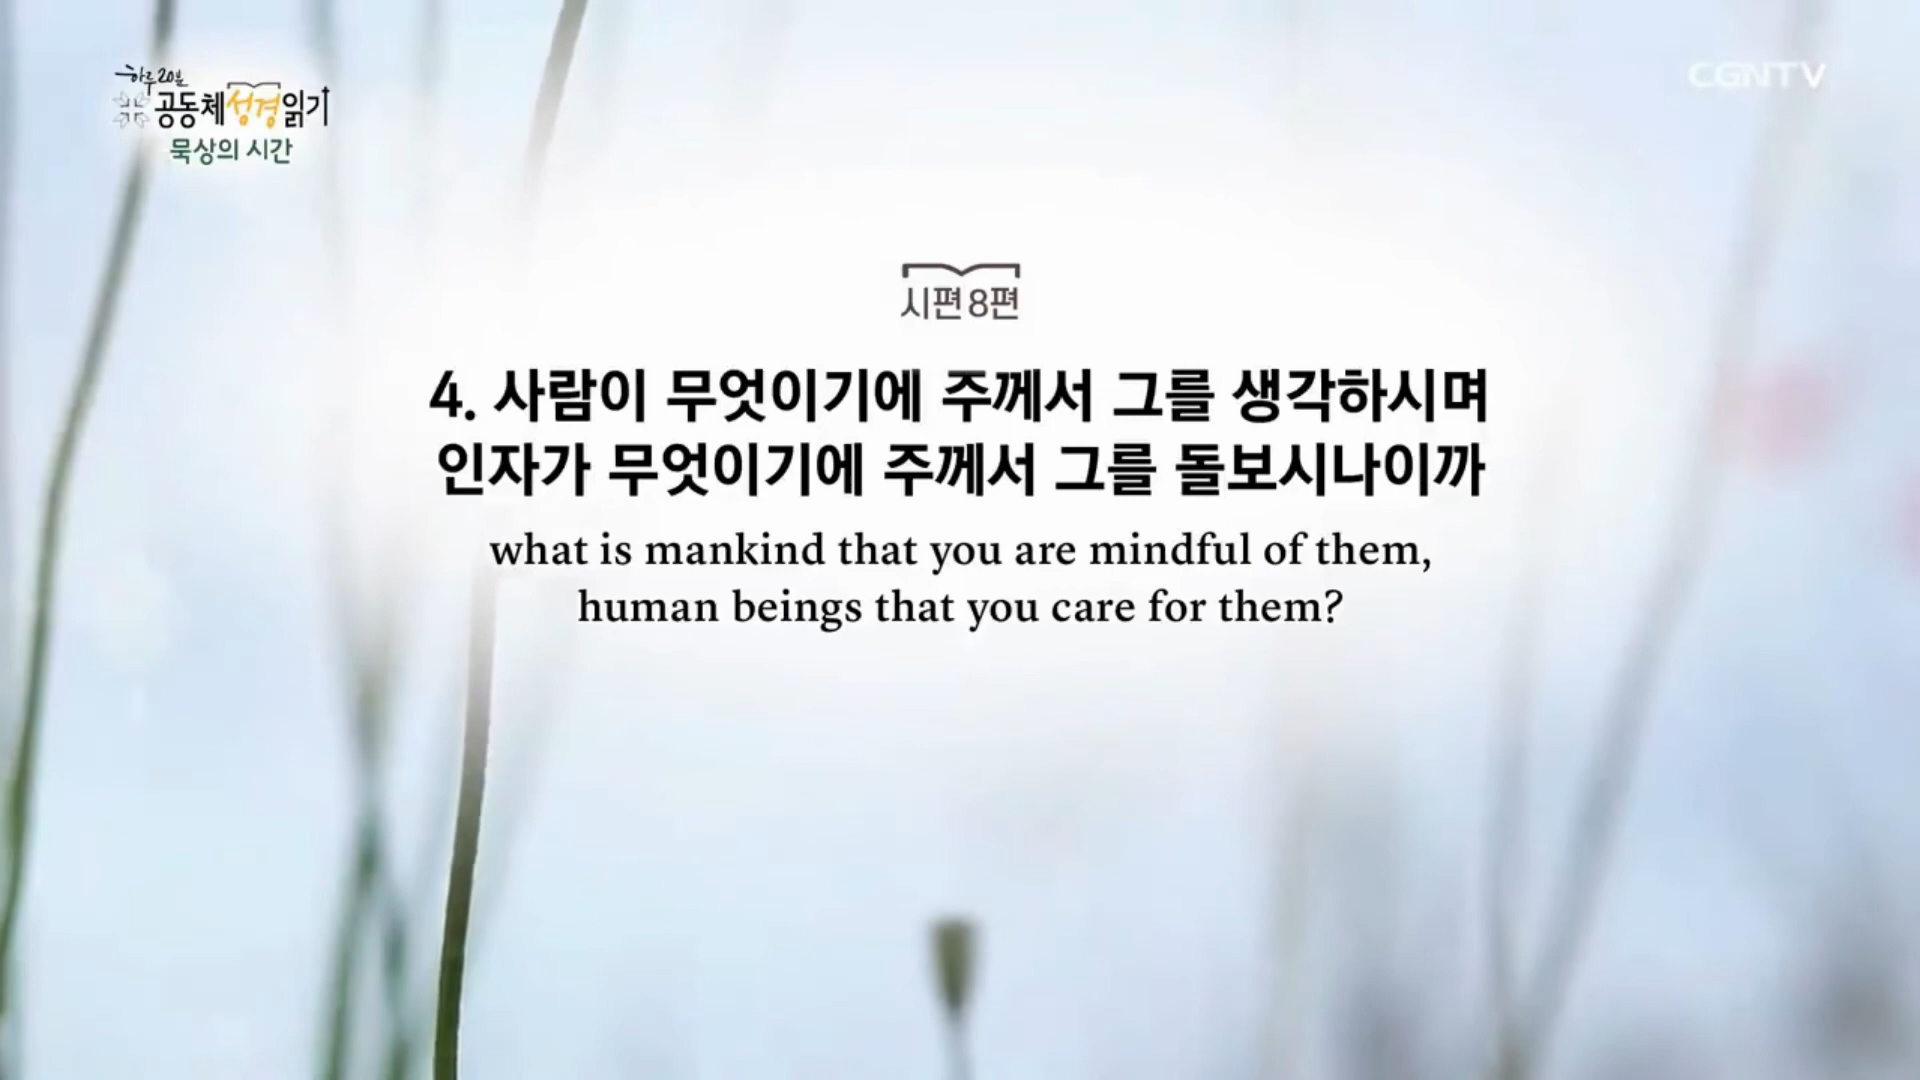 하루 20분
공동체성경읽기
묵상의 시간
CGNTV
시편 8편
4. 사람이 무엇이기에 주께서 그를 생각하시며
인자가 무엇이기에 주께서 그를 돌보시나이까
what is mankind that you are mindful of them,
human beings that you care for them?